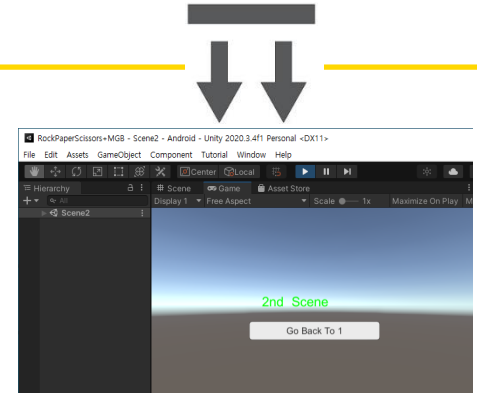 RockPaperScissors+MGB - Scene2 - Android - Unity 2020.3.4f1 Personal <DX11>
File Edit Assets GameObject Component Tutorial Window Help
Center Local
Hierarchy Scene Game Asset Store
All Display 1 Free Aspect Scale 1x Maximize On Play M
Scene2
2nd Scene
Go Back To 1